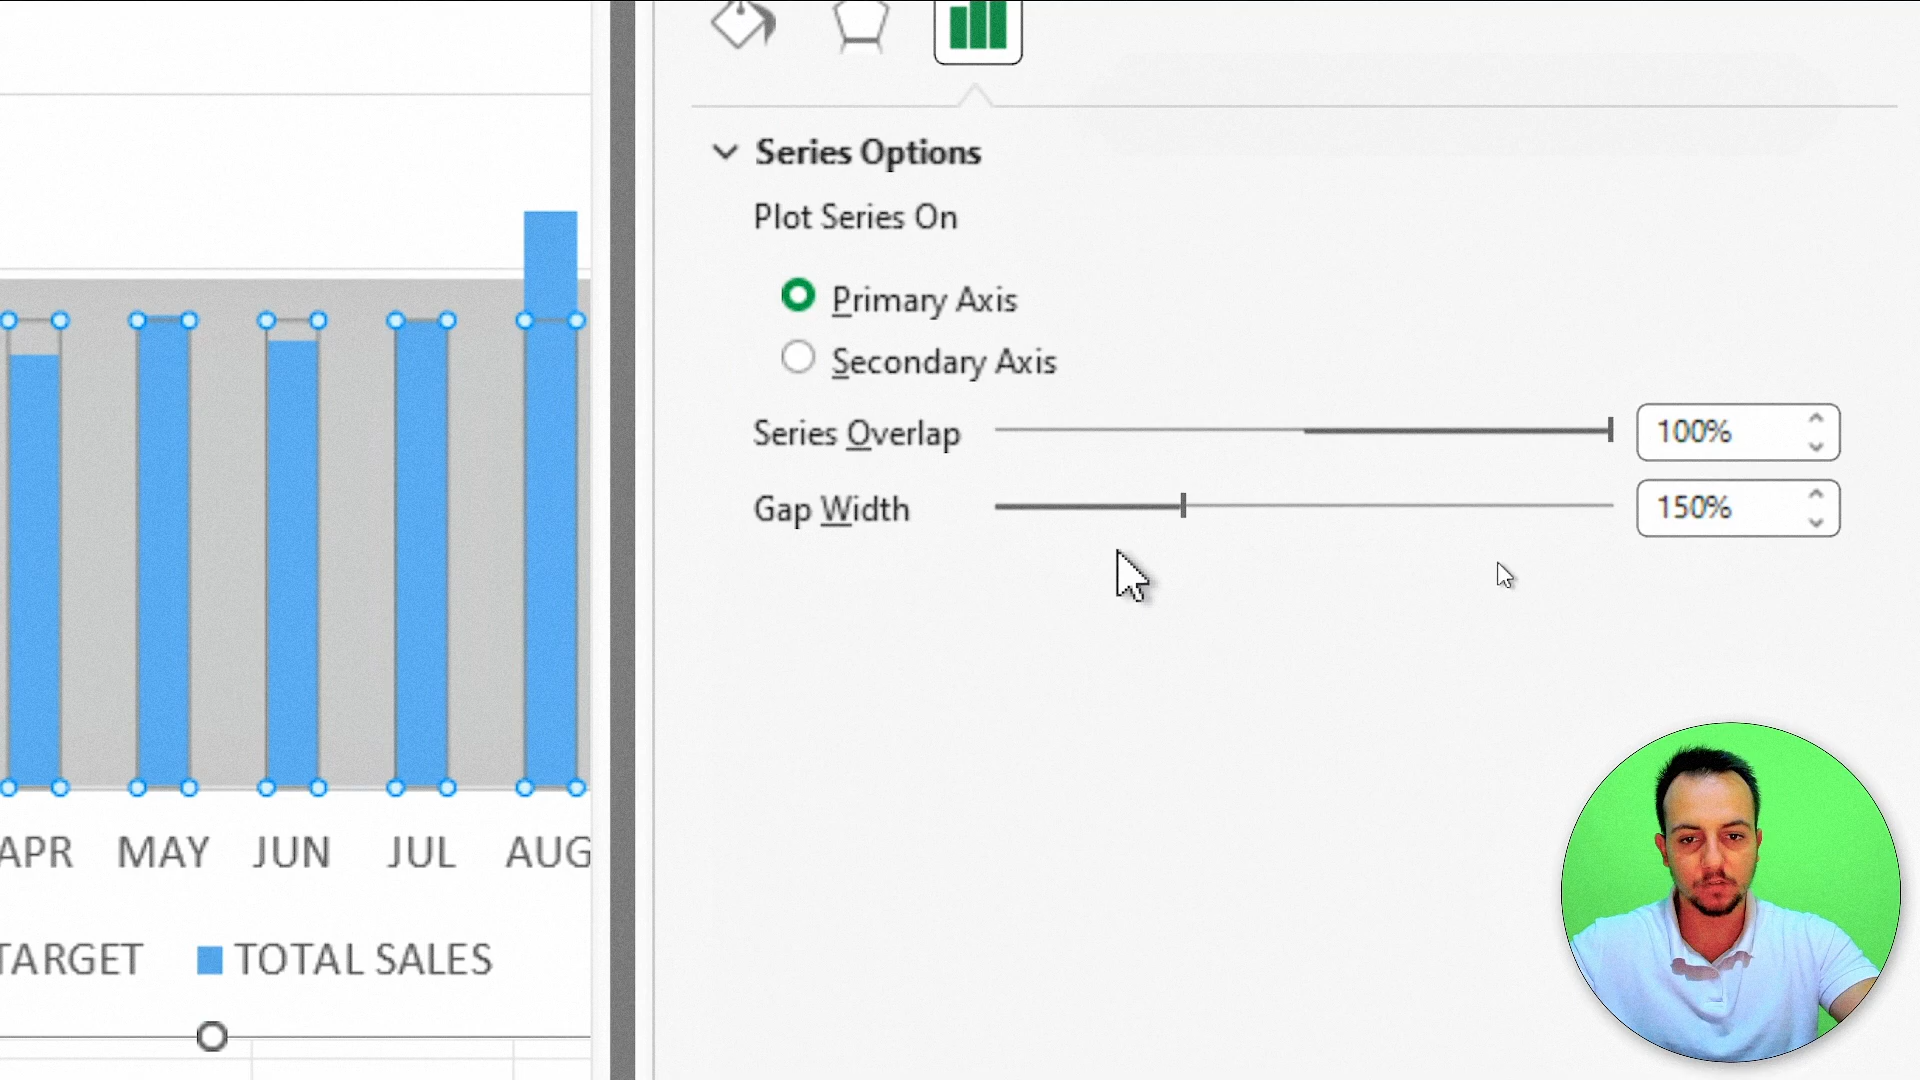 Series Options
Plot Series On
Primary Axis
Secondary Axis
Series Overlap 100%
Gap Width 150%
APR MAY JUN JUL AUG
TARGET TOTAL SALES